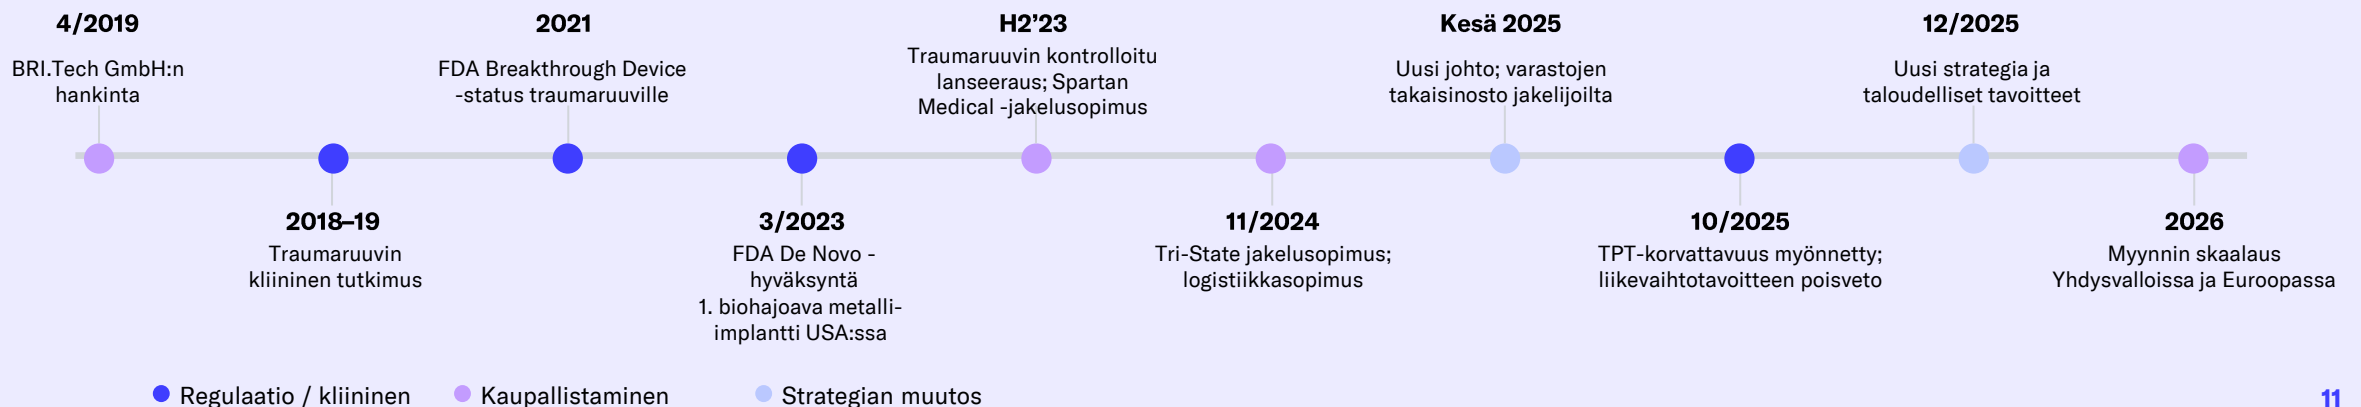 4/2019
BRI.Tech GmbH:n
hankinta
2018–19
Traumaruuvin
kliininen tutkimus
2021
FDA Breakthrough Device
-status traumaruuville
3/2023
FDA De Novo -
hyväksyntä
1. biohajoava metalli-
implantti USA:ssa
H2’23
Traumaruuvin kontrolloitu
lanseeraus; Spartan
Medical -jakelusopimus
11/2024
Tri-State jakelusopimus;
logistiikkasopimus
Kesä 2025
Uusi johto; varastojen
takaisinosto jakelijoilta
10/2025
TPT-korvattavuus myönnetty;
liikevaihtotavoitteen poisveto
12/2025
Uusi strategia ja
taloudelliset tavoitteet
2026
Myynnin skaalaus
Yhdysvalloissa ja Euroopassa
Regulaatio / kliininen
Kaupallistaminen
Strategian muutos
11